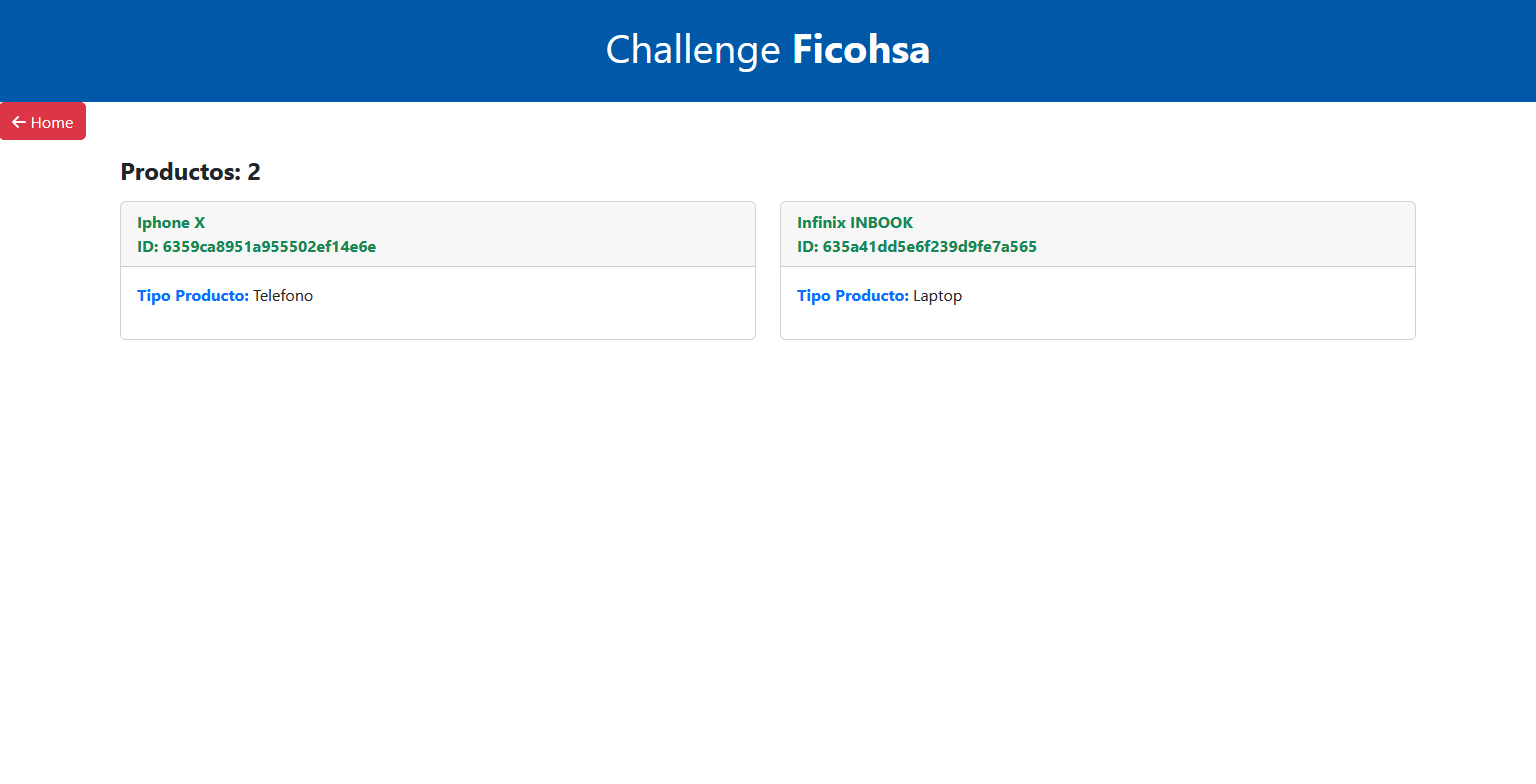 Challenge Ficohsa
Home
Productos: 2
Iphone X
ID: 6359ca8951a955502ef14e6e
Tipo Producto: Telefono
Infinix INBOOK
ID: 635a41dd5e6f239d9fe7a565
Tipo Producto: Laptop